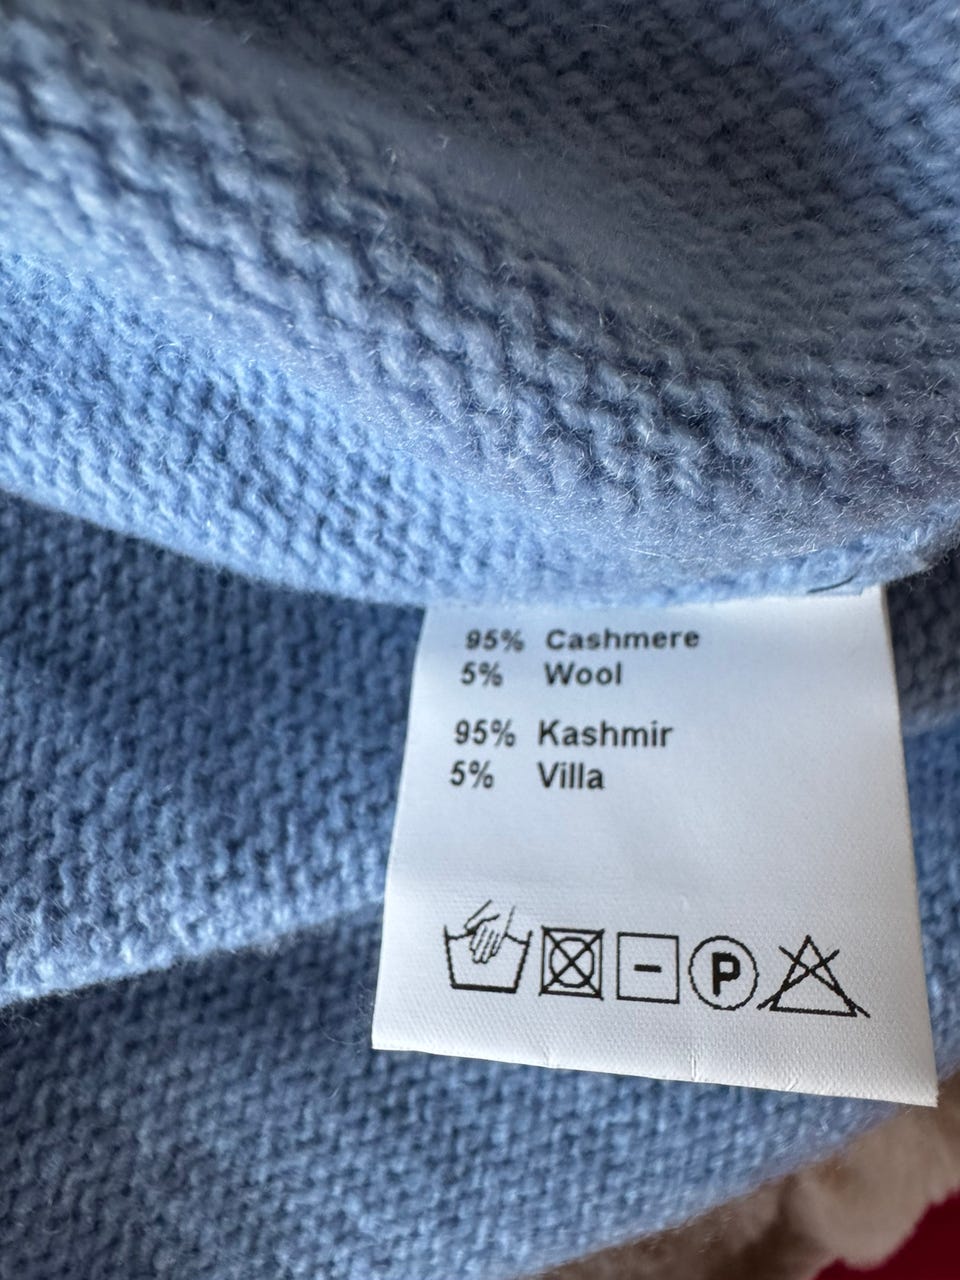 95% Cashmere
5% Wool
95% Kashmir
5% Villa
P